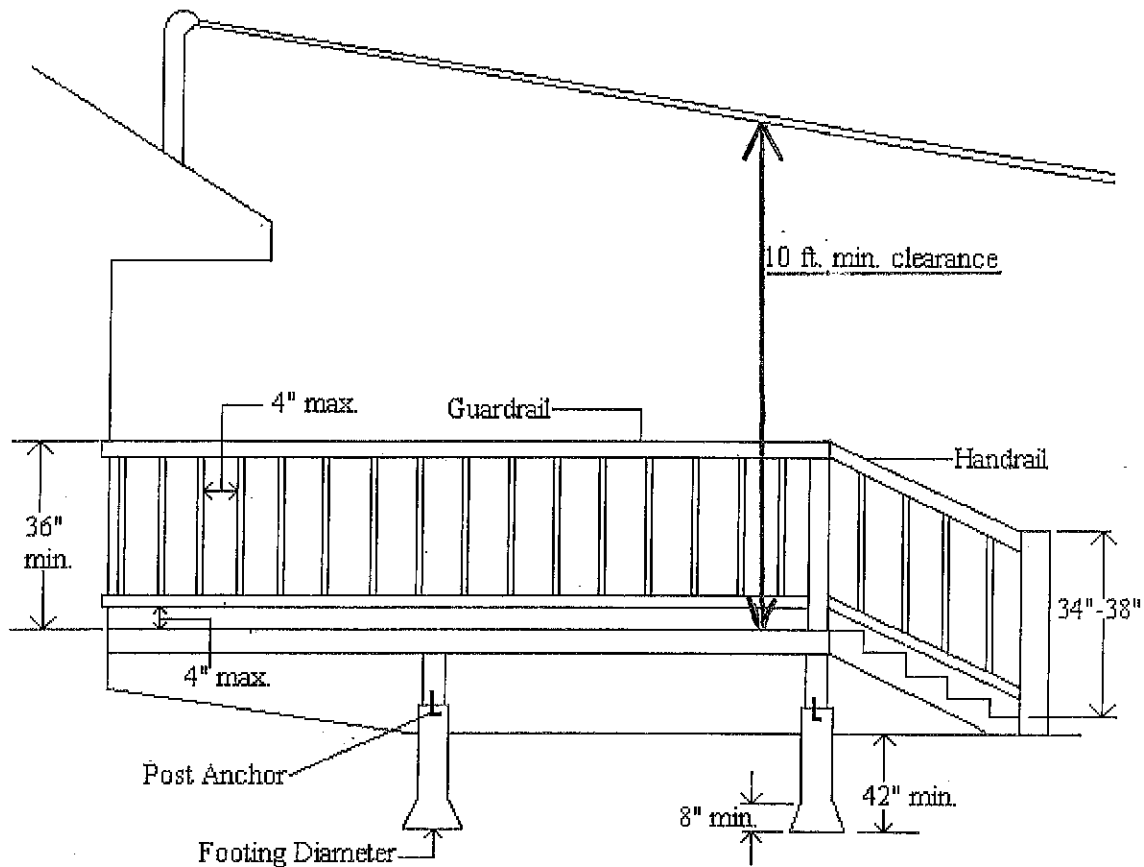 10 ft. min. clearance
4" max.
Guardrail
Handrail
36"
min.
34"-38"
4" max.
Post Anchor
8" min.
42" min.
Footing Diameter